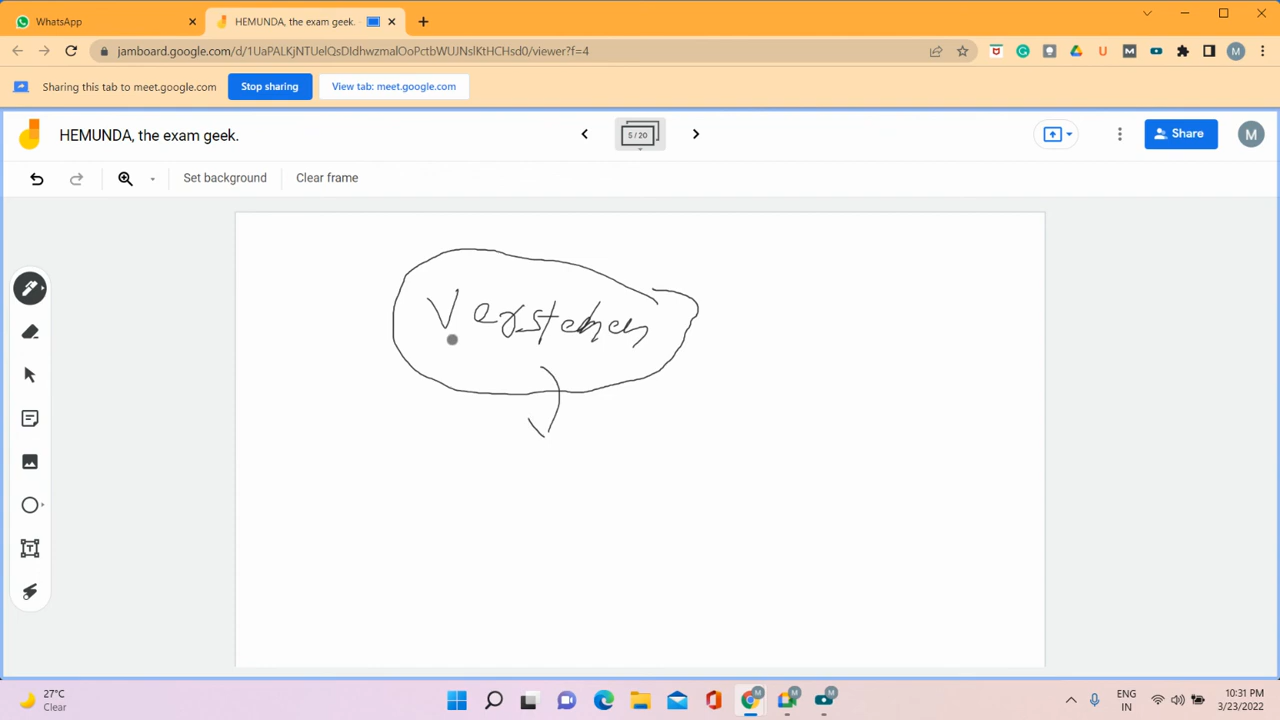 WhatsApp
HEMUNDA, the exam geek.
jamboard.google.com/d/1UaPALKjNTUelQsDIdhwzmalOoPctbWUJNslKtHCHsd0/viewer?f=4
M
Sharing this tab to meet.google.com
Stop sharing
View tab: meet.google.com
HEMUNDA, the exam geek.
5 / 20
Share
M
Set background
Clear frame
Verstehen
27°C
Clear
ENG
IN
10:31 PM
3/23/2022